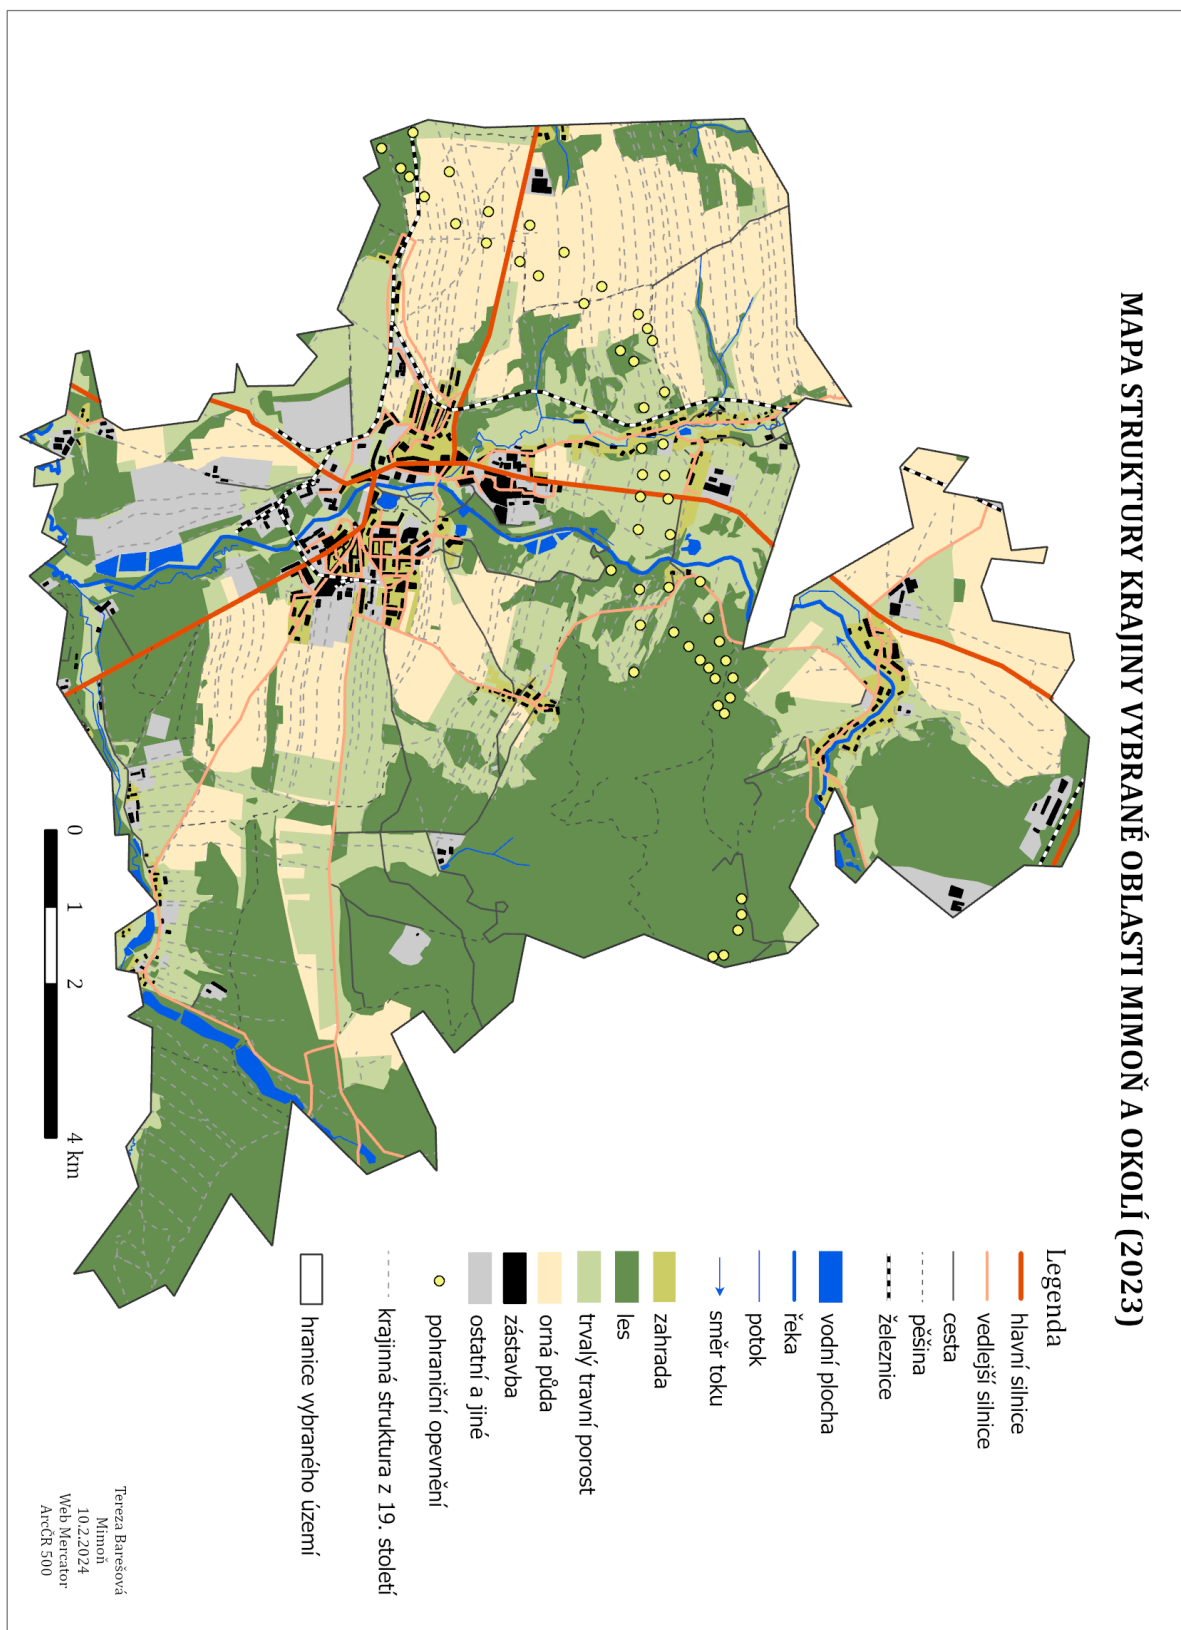 MAPA STRUKTURY KRAJINY VYBRANÉ OBLASTI MIMOŇ A OKOLÍ (2023)
Legenda
hlavní silnice
vedlejší silnice
cesta
pěšina
železnice
vodní plocha
řeka
potok
směr toku
zahrada
les
trvalý travní porost
orná půda
zástavba
ostatní a jiné
pohraniční opevnění
krajinná struktura z 19. století
hranice vybraného území
0 1 2 4 km
Tereza Barešová
Mimoň
10.2.2024
Web Mercator
ArcČR 500